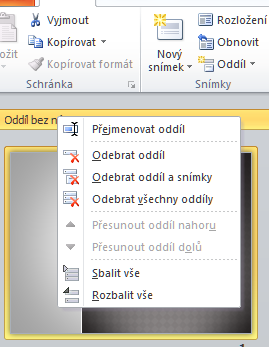 Vyjmout
Kopírovat
Kopírovat formát
Schránka
Nový
snímek
Rozložení
Obnovit
Oddíl
Snímky
Oddíl bez
Přejmenovat oddíl
Odebrat oddíl
Odebrat oddíl a snímky
Odebrat všechny oddíly
Přesunout oddíl nahoru
Přesunout oddíl dolů
Sbalit vše
Rozbalit vše